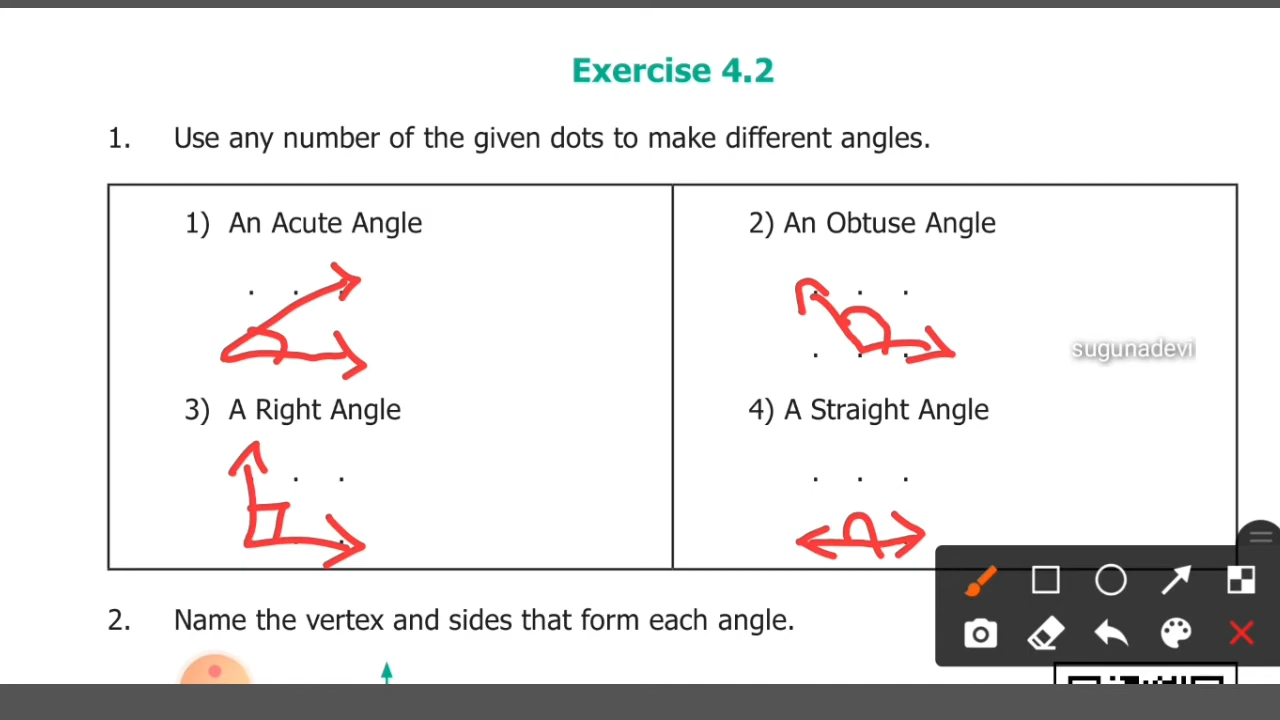 Exercise 4.2
1. Use any number of the given dots to make different angles.
1) An Acute Angle
2) An Obtuse Angle
sugunadevi
3) A Right Angle
4) A Straight Angle
2. Name the vertex and sides that form each angle.